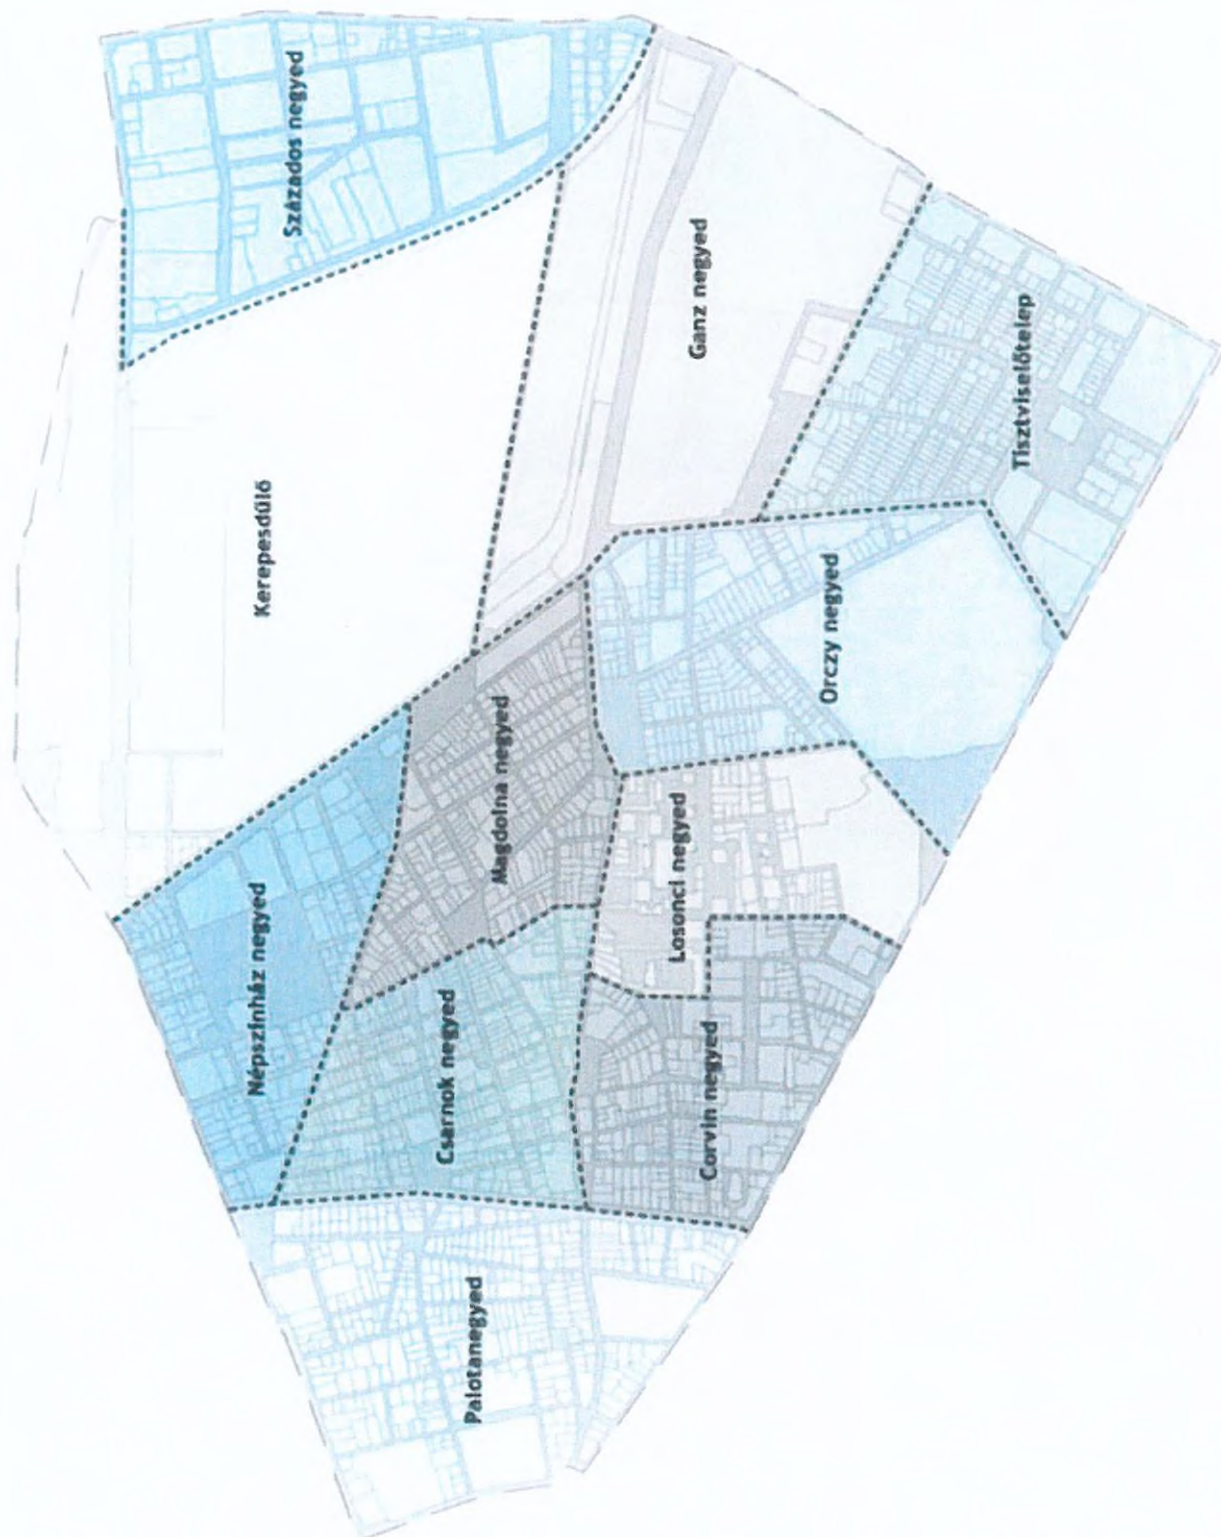 Palotanegyed
Népszínház negyed
Csarnok negyed
Corvin negyed
Magdolna negyed
Losonci negyed
Kerepesdűlő
Orczy negyed
Százados negyed
Ganz negyed
Tisztviselőtelep